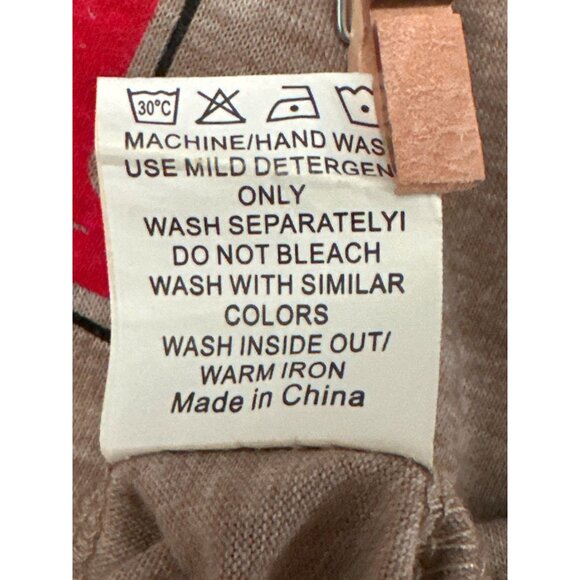 30°C
MACHINE/HAND WAS
USE MILD DETERGEN
ONLY
WASH SEPARATELYI
DO NOT BLEACH
WASH WITH SIMILAR
COLORS
WASH INSIDE OUT/
WARM IRON
Made in China